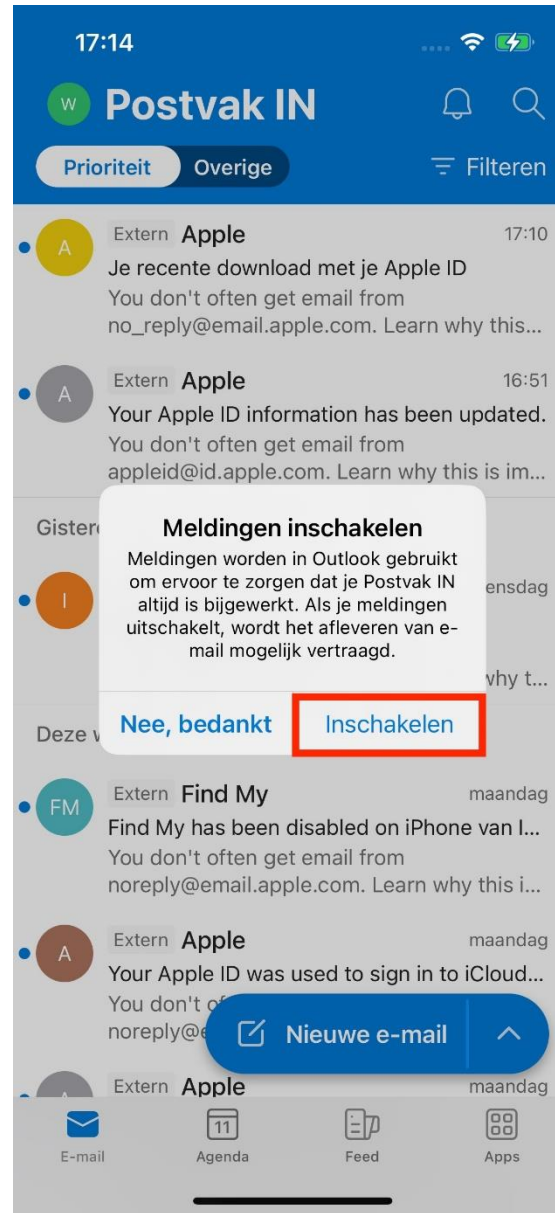 17:14
W Postvak IN
Prioriteit Overige Filteren
A Extern Apple 17:10
Je recente download met je Apple ID
You don't often get email from
no_reply@email.apple.com. Learn why this...
A Extern Apple 16:51
Your Apple ID information has been updated.
You don't often get email from
appleid@id.apple.com. Learn why this is im...
Gister
Meldingen inschakelen
Meldingen worden in Outlook gebruikt
om ervoor te zorgen dat je Postvak IN
altijd is bijgewerkt. Als je meldingen
uitschakelt, wordt het afleveren van e-
mail mogelijk vertraagd.
I ensdag
why t...
Nee, bedankt Inschakelen
Deze
FM Extern Find My maandag
Find My has been disabled on iPhone van I...
You don't often get email from
noreply@email.apple.com. Learn why this i...
A Extern Apple maandag
Your Apple ID was used to sign in to iCloud...
You don't
noreply@
Nieuwe e-mail
A Extern Apple maandag
11
E-mail Agenda Feed Apps